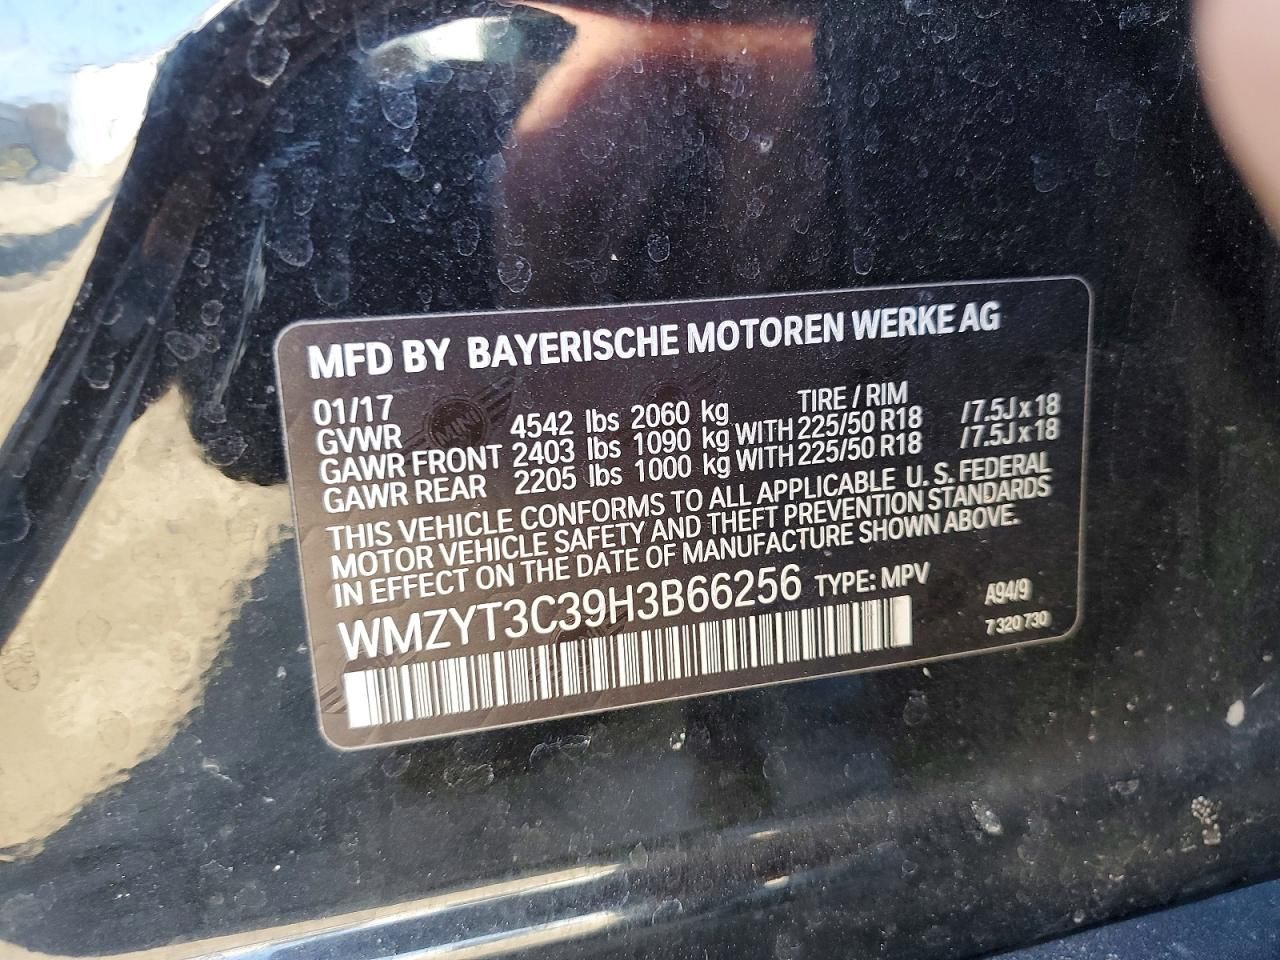 MFD BY BAYERISCHE MOTOREN WERKE AG
01/17 TIRE / RIM
GVWR 4542 lbs 2060 kg
GAWR FRONT 2403 lbs 1090 kg WITH 225/50 R18 /7.5J x 18
GAWR REAR 2205 lbs 1000 kg WITH 225/50 R18 /7.5J x 18
THIS VEHICLE CONFORMS TO ALL APPLICABLE U. S. FEDERAL
MOTOR VEHICLE SAFETY AND THEFT PREVENTION STANDARDS
IN EFFECT ON THE DATE OF MANUFACTURE SHOWN ABOVE.
WMZYT3C39H3B66256 TYPE: MPV A94/9
7 320 730
MINI